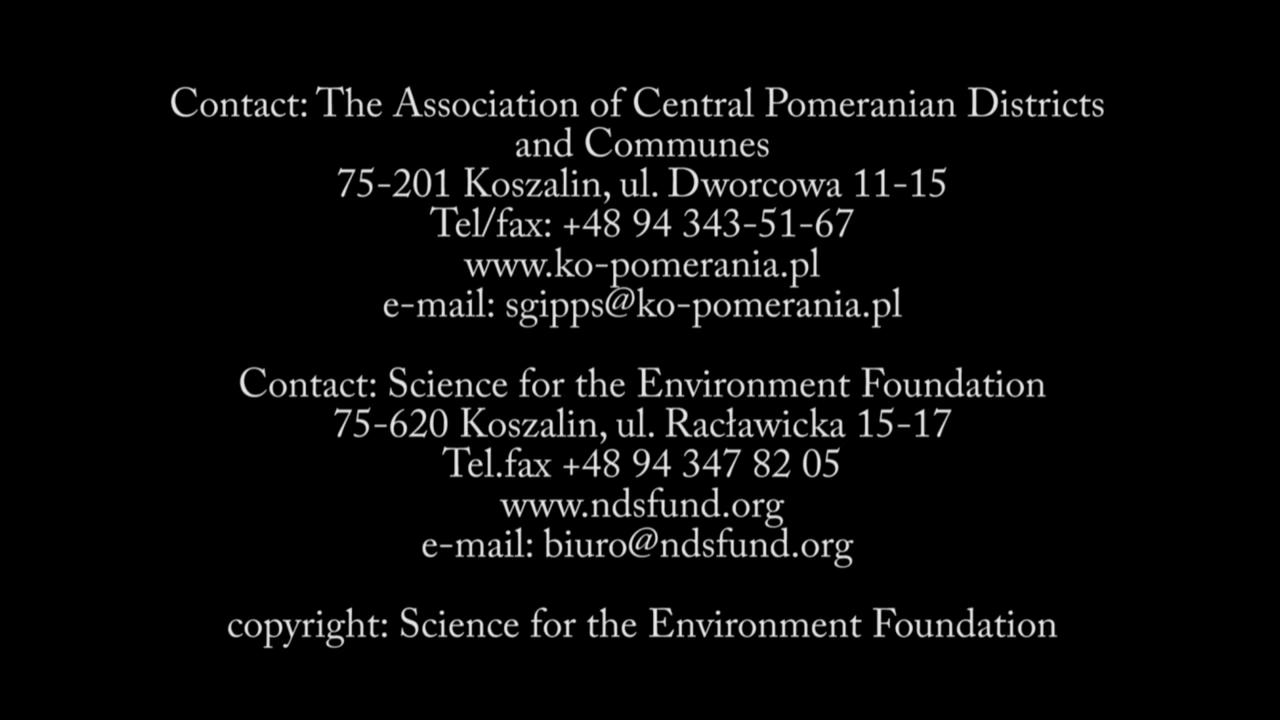 Contact: The Association of Central Pomeranian Districts
and Communes
75-201 Koszalin, ul. Dworcowa 11-15
Tel/fax: +48 94 343-51-67
www.ko-pomerania.pl
e-mail: sgipps@ko-pomerania.pl
Contact: Science for the Environment Foundation
75-620 Koszalin, ul. Racławicka 15-17
Tel.fax +48 94 347 82 05
www.ndsfund.org
e-mail: biuro@ndsfund.org
copyright: Science for the Environment Foundation